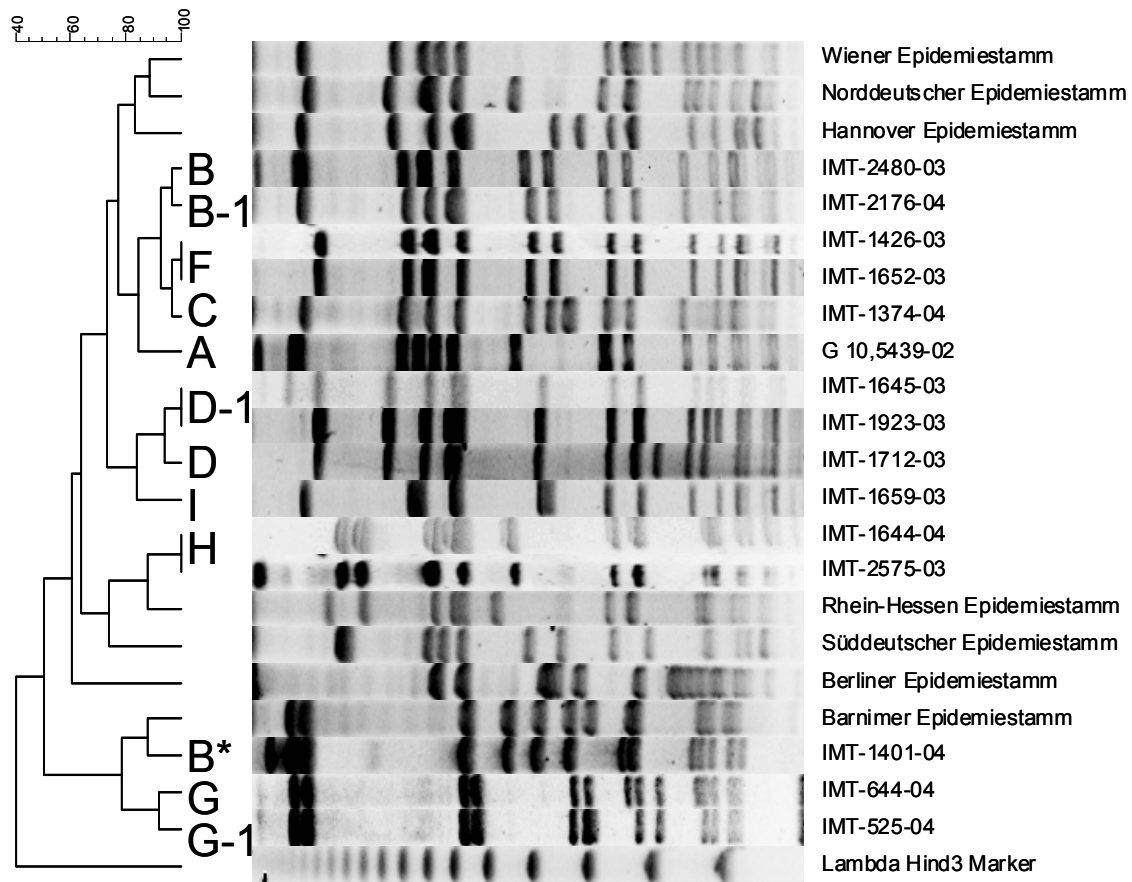 40 60 80 100
Wiener Epidemiestamm
Norddeutscher Epidemiestamm
Hannover Epidemiestamm
B IMT-2480-03
B-1 IMT-2176-04
IMT-1426-03
F IMT-1652-03
C IMT-1374-04
A G 10,5439-02
IMT-1645-03
D-1 IMT-1923-03
D IMT-1712-03
I IMT-1659-03
H IMT-1644-04
IMT-2575-03
Rhein-Hessen Epidemiestamm
Süddeutscher Epidemiestamm
Berliner Epidemiestamm
Barnimer Epidemiestamm
B* IMT-1401-04
G IMT-644-04
G-1 IMT-525-04
Lambda Hind3 Marker